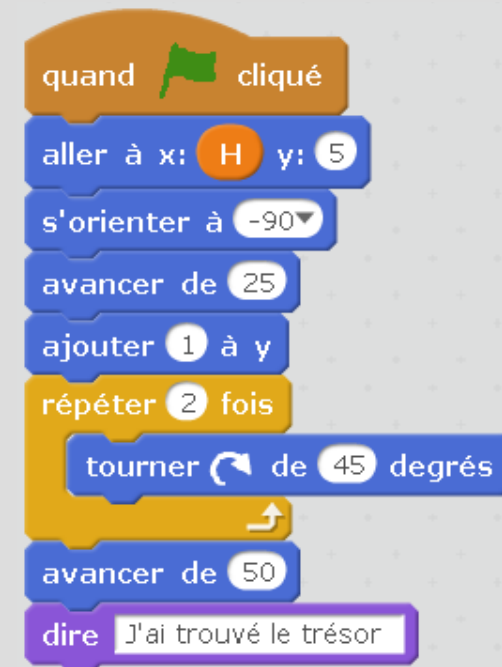 quand cliqué
aller à x: H y: 5
s'orienter à -90
avancer de 25
ajouter 1 à y
répéter 2 fois
tourner de 45 degrés
avancer de 50
dire J'ai trouvé le trésor